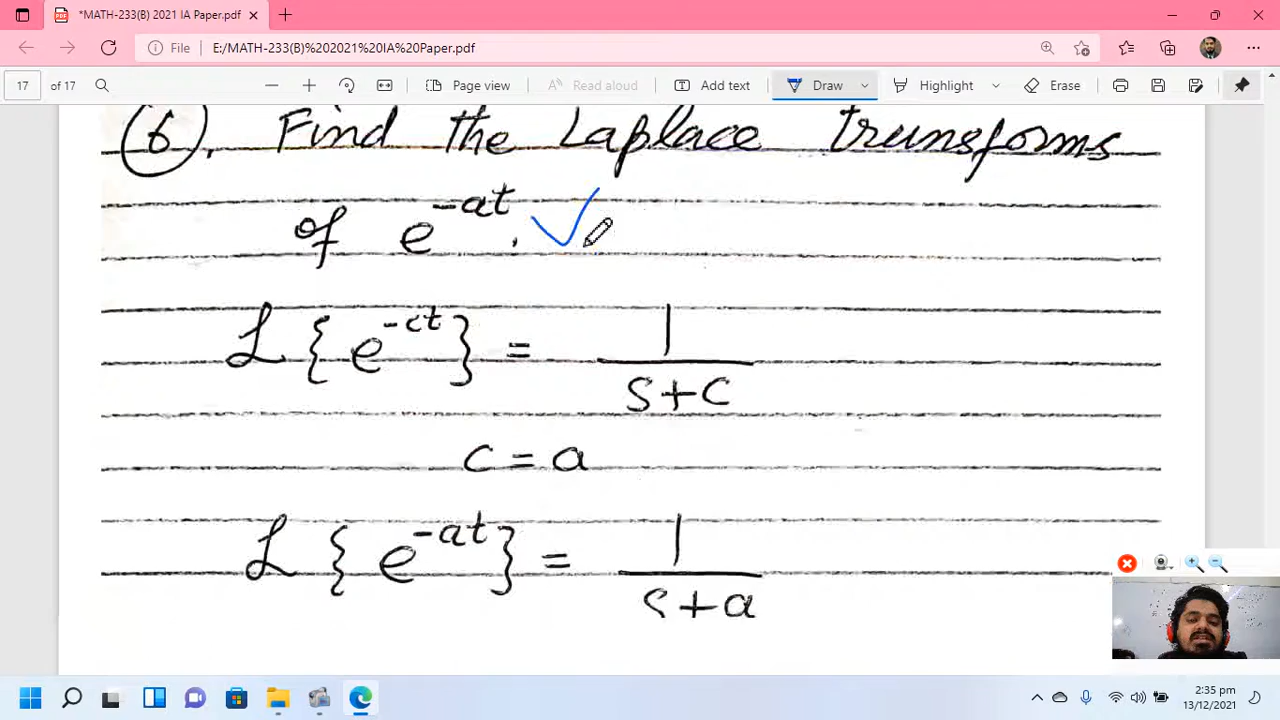 *MATH-233(B) 2021 IA Paper.pdf
File E:/MATH-233(B)%202021%20IA%20Paper.pdf
17 of 17 Page view Read aloud Add text Draw Highlight Erase
(6). Find the Laplace transforms
of e^{-at}.
L{e^{-ct}} = 1/(s+c)
c = a
L{e^{-at}} = 1/(s+a)
2:35 pm
13/12/2021